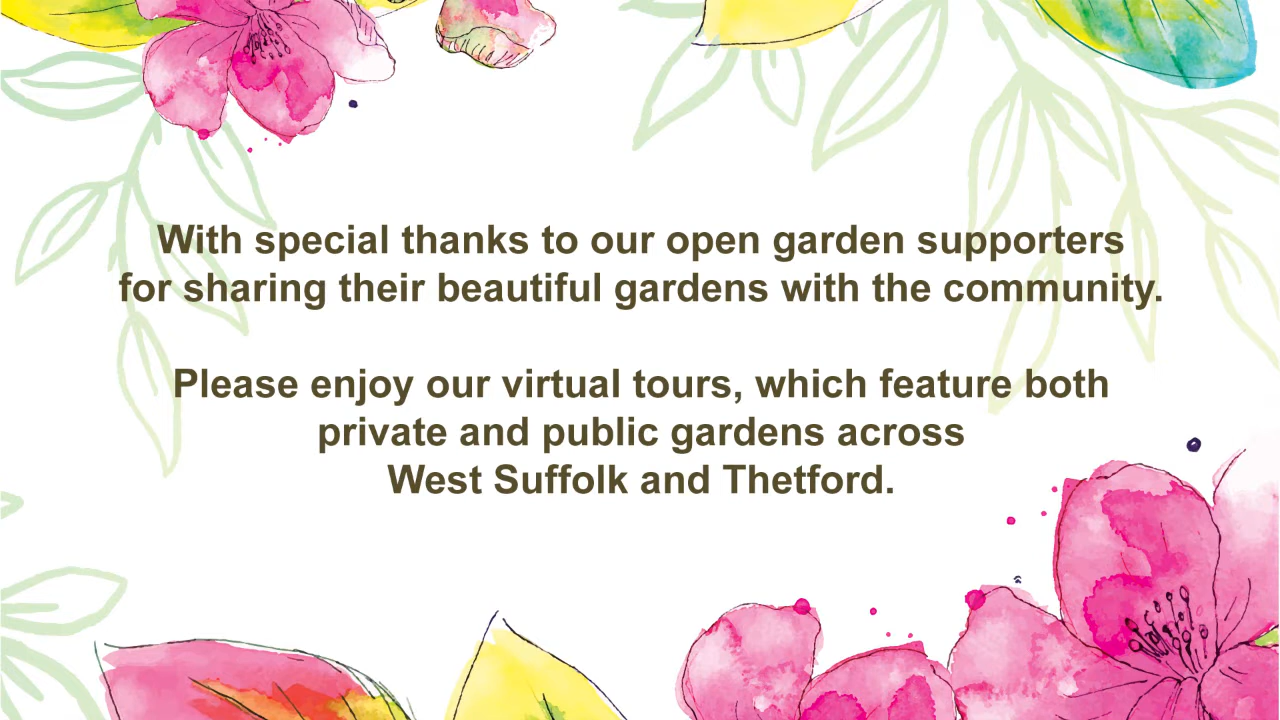 With special thanks to our open garden supporters
for sharing their beautiful gardens with the community.
Please enjoy our virtual tours, which feature both
private and public gardens across
West Suffolk and Thetford.